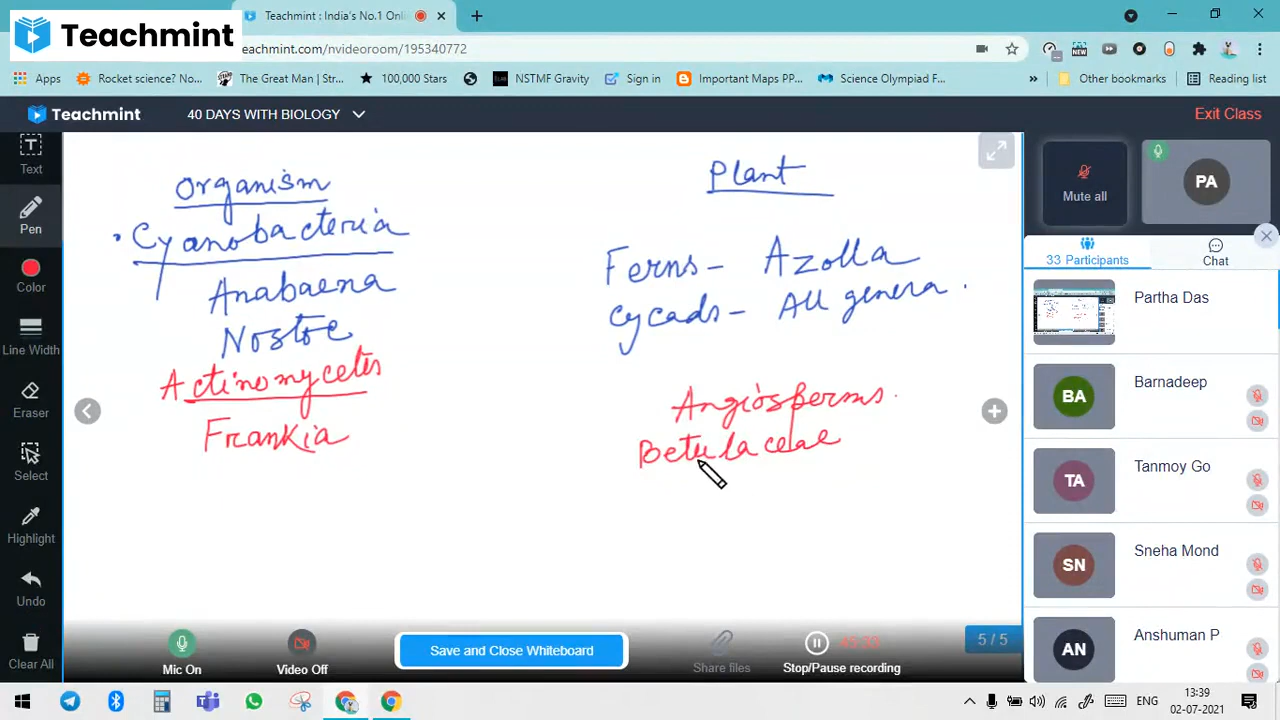 Teachmint : India's No.1 Onli
Teachmint
eachmint.com/nvideoroom/195340772
Apps
Rocket science? No...
The Great Man | Str...
100,000 Stars
NSTMF Gravity
Sign in
Important Maps PP...
Science Olympiad F...
»
Other bookmarks
Reading list
NEW
Teachmint
40 DAYS WITH BIOLOGY
Exit Class
Text
Pen
Color
Line Width
Eraser
Select
Highlight
Undo
Clear All
Organism
Plant
Cyanobacteria
Ferns - Azolla
Anabaena
cycads - All genera.
Nostoc
Actinomycetes
Angiosperms.
Frankia
Betulaceae
Mute all
PA
33 Participants
Chat
Partha Das
BA
Barnadeep
TA
Tanmoy Go
SN
Sneha Mond
AN
Anshuman P
Mic On
Video Off
Save and Close Whiteboard
Share files
Stop/Pause recording
5 / 5
ENG
13:39
02-07-2021